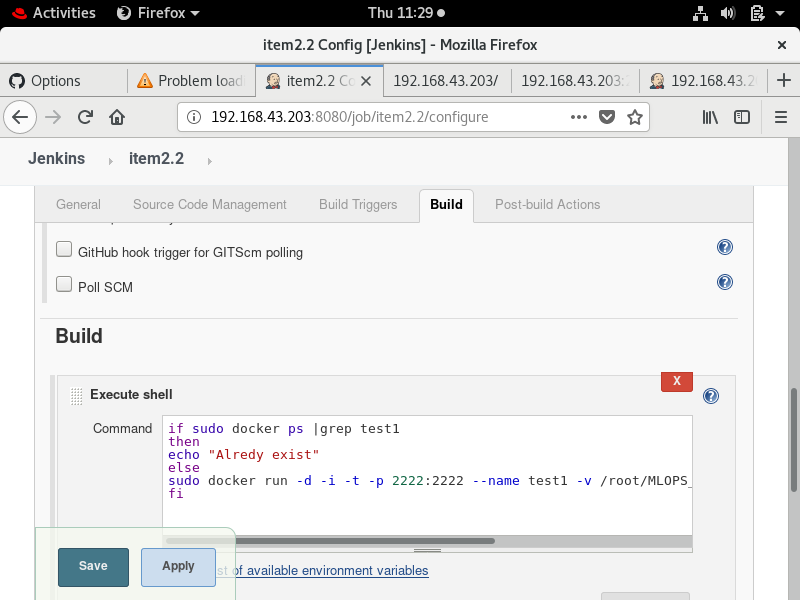 Activities Firefox Thu 11:29
item2.2 Config [Jenkins] - Mozilla Firefox
Options Problem load item2.2 Co 192.168.43.203/ 192.168.43.203: 192.168.43.2
192.168.43.203:8080/job/item2.2/configure
Jenkins item2.2
General Source Code Management Build Triggers Build Post-build Actions
GitHub hook trigger for GITScm polling
Poll SCM
Build
X
Execute shell
Command
if sudo docker ps |grep test1
then
echo "Alredy exist"
else
sudo docker run -d -i -t -p 2222:2222 --name test1 -v /root/MLOPS_
fi
Save Apply
st of available environment variables